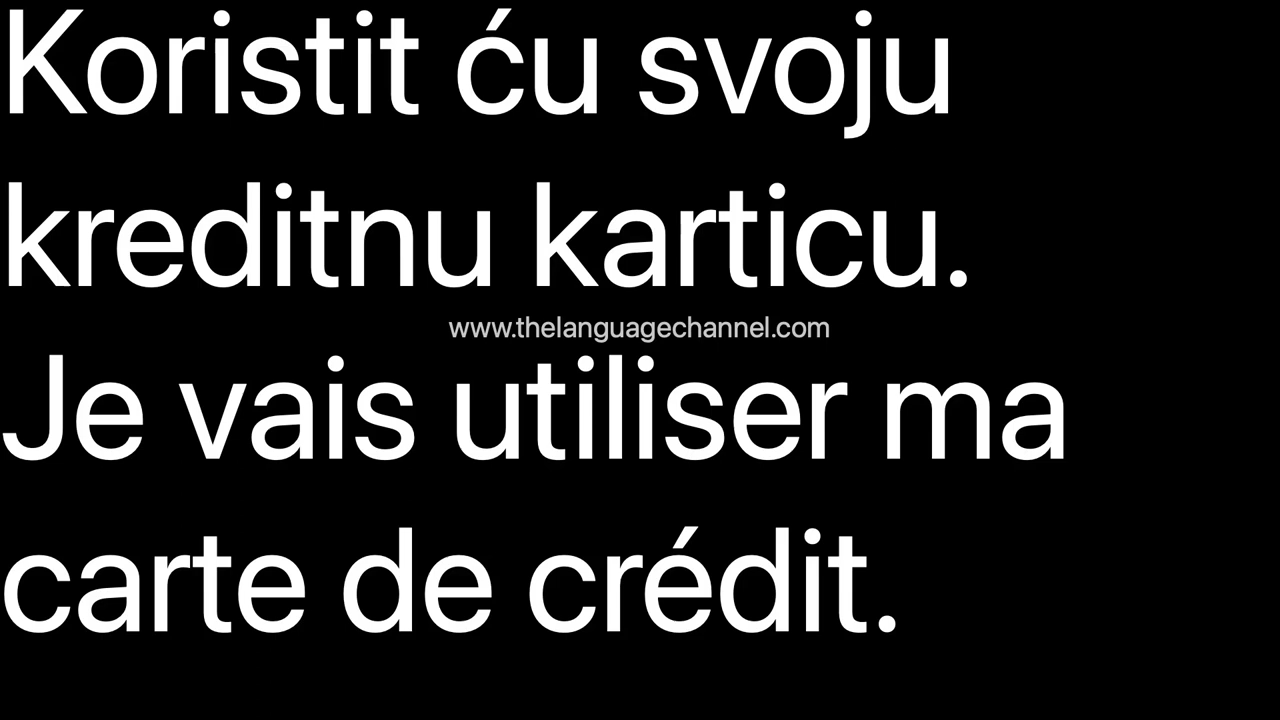 Koristit ću svoju
kreditnu karticu.
www.thelanguagechannel.com
Je vais utiliser ma
carte de crédit.